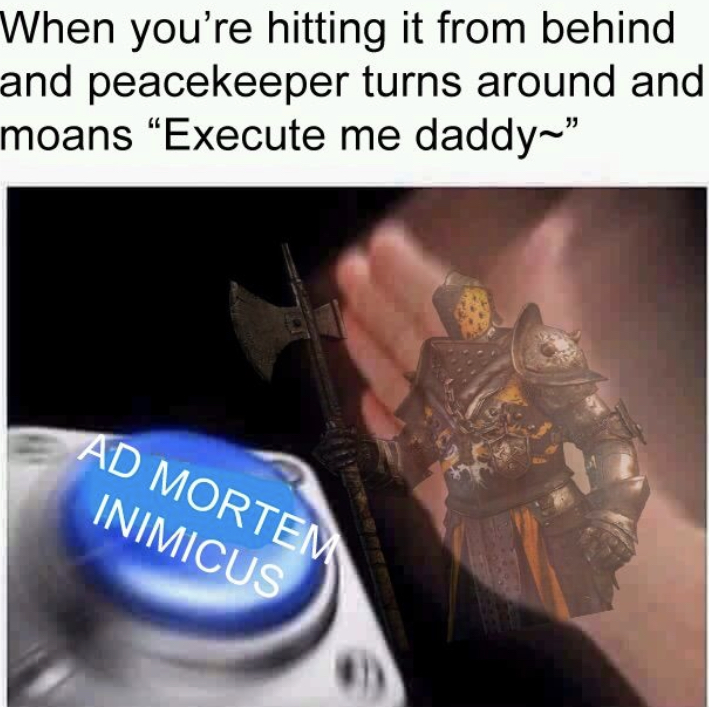 When you’re hitting it from behind
and peacekeeper turns around and
moans “Execute me daddy~”
AD MORTEM
INIMICUS